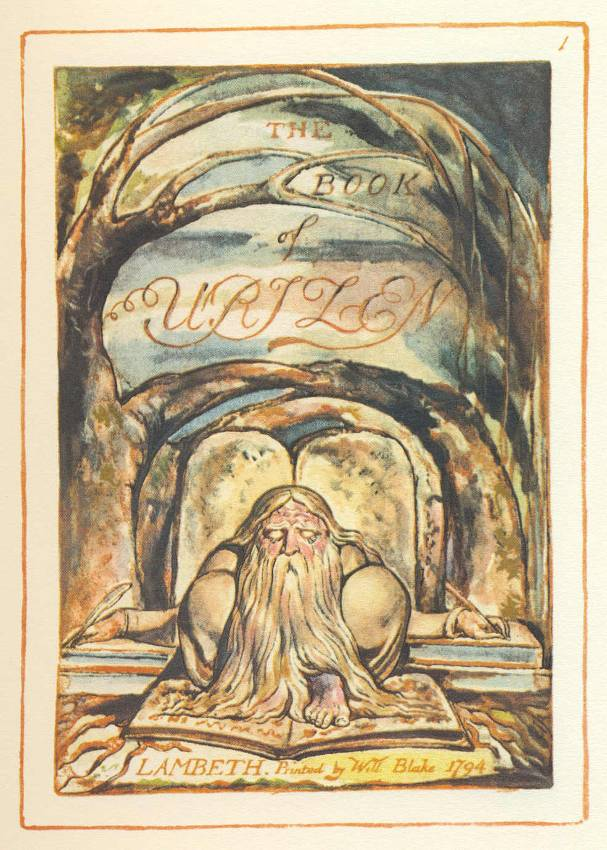 1
THE
BOOK
of
URIZEN
LAMBETH. Printed by Will. Blake 1794